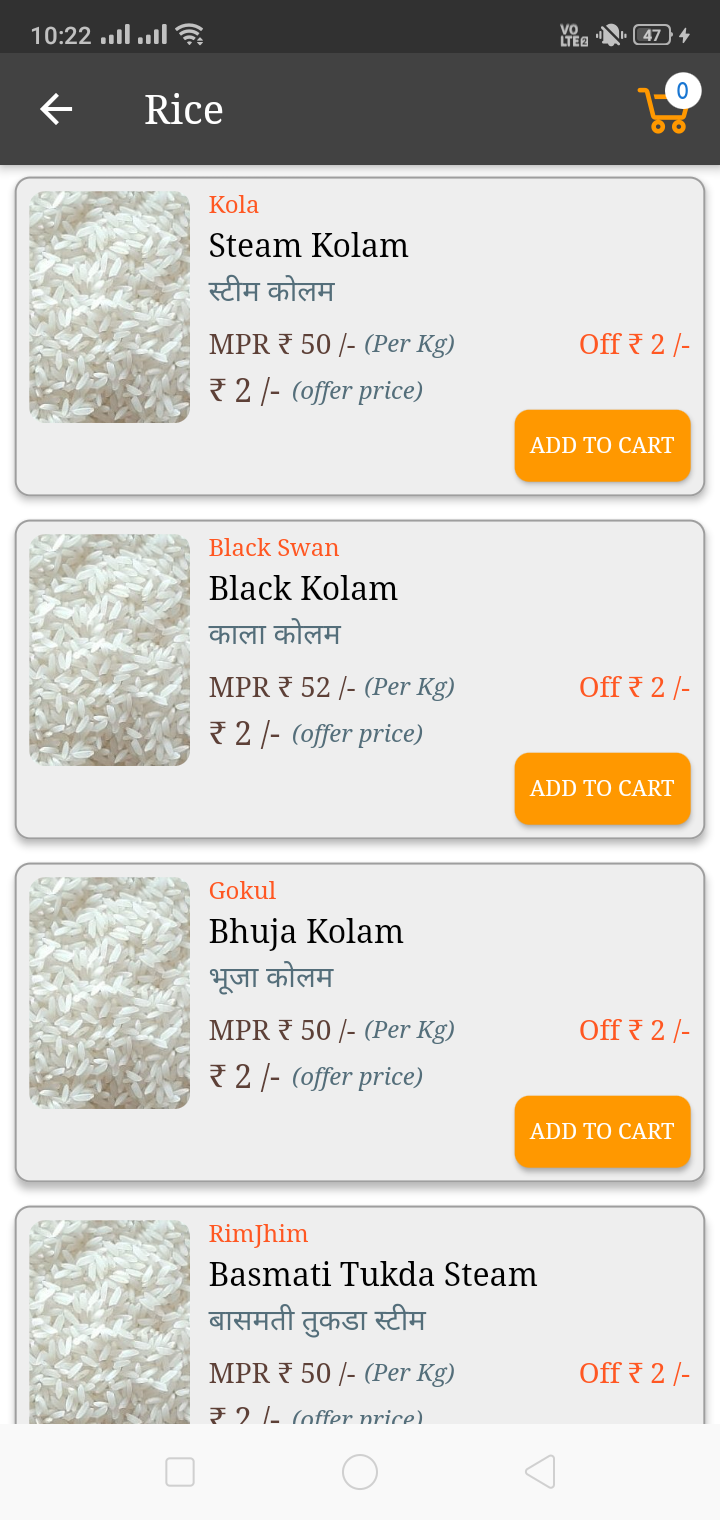 10:22
VO LTE2 47
Rice
0
Kola
Steam Kolam
स्टीम कोलम
MPR ₹ 50 /- (Per Kg) Off ₹ 2 /-
₹ 2 /- (offer price)
ADD TO CART
Black Swan
Black Kolam
काला कोलम
MPR ₹ 52 /- (Per Kg) Off ₹ 2 /-
₹ 2 /- (offer price)
ADD TO CART
Gokul
Bhuja Kolam
भूजा कोलम
MPR ₹ 50 /- (Per Kg) Off ₹ 2 /-
₹ 2 /- (offer price)
ADD TO CART
RimJhim
Basmati Tukda Steam
बासमती तुकडा स्टीम
MPR ₹ 50 /- (Per Kg) Off ₹ 2 /-
₹ 2 /- (offer price)